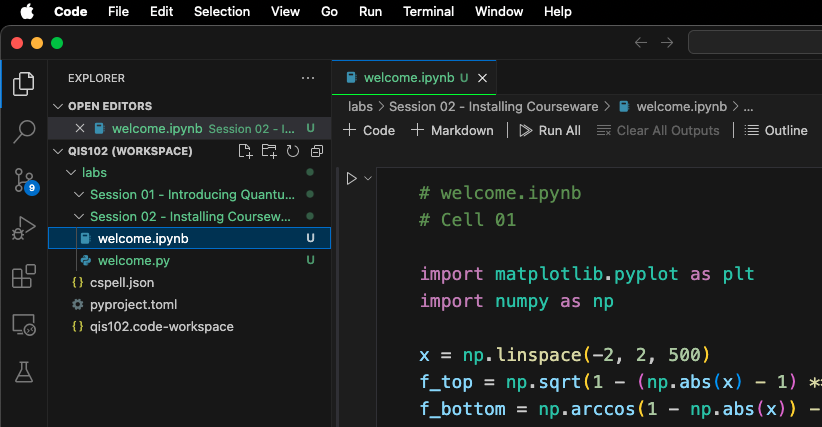 Code File Edit Selection View Go Run Terminal Window Help
EXPLORER
OPEN EDITORS
welcome.ipynb Session 02 - I... U
QIS102 (WORKSPACE)
labs
Session 01 - Introducing Quantu...
Session 02 - Installing Coursew...
welcome.ipynb U
welcome.py U
{} cspell.json
pyproject.toml
{} qis102.code-workspace
9
welcome.ipynb U
labs > Session 02 - Installing Courseware > welcome.ipynb > ...
+ Code + Markdown Run All Clear All Outputs Outline
# welcome.ipynb
# Cell 01
import matplotlib.pyplot as plt
import numpy as np
x = np.linspace(-2, 2, 500)
f_top = np.sqrt(1 - (np.abs(x) - 1) **
f_bottom = np.arccos(1 - np.abs(x)) -